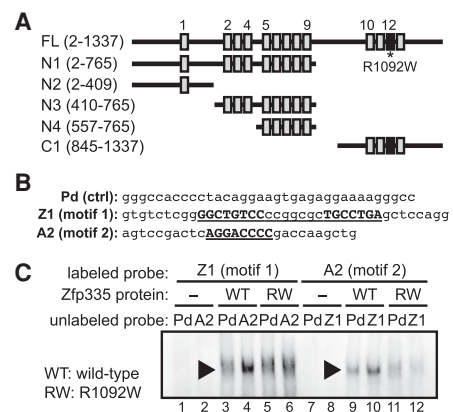 A
1 2 4 5 9 10 12
FL (2-1337)
*
R1092W
N1 (2-765)
N2 (2-409)
N3 (410-765)
N4 (557-765)
C1 (845-1337)
B
Pd (ctrl): gggccacccctacaggaagtgagaggaaaagggcc
Z1 (motif 1): gtgtctcggGGCTGTCCccggcgcTGCCTGAgctccagg
A2 (motif 2): agtccgactcAGGACCCCgaccaagctg
C
labeled probe: Z1 (motif 1) A2 (motif 2)
Zfp335 protein: – WT RW – WT RW
unlabeled probe: Pd A2 Pd A2 Pd A2 Pd Z1 Pd Z1 Pd Z1
WT: wild-type
RW: R1092W
1 2 3 4 5 6 7 8 9 10 11 12